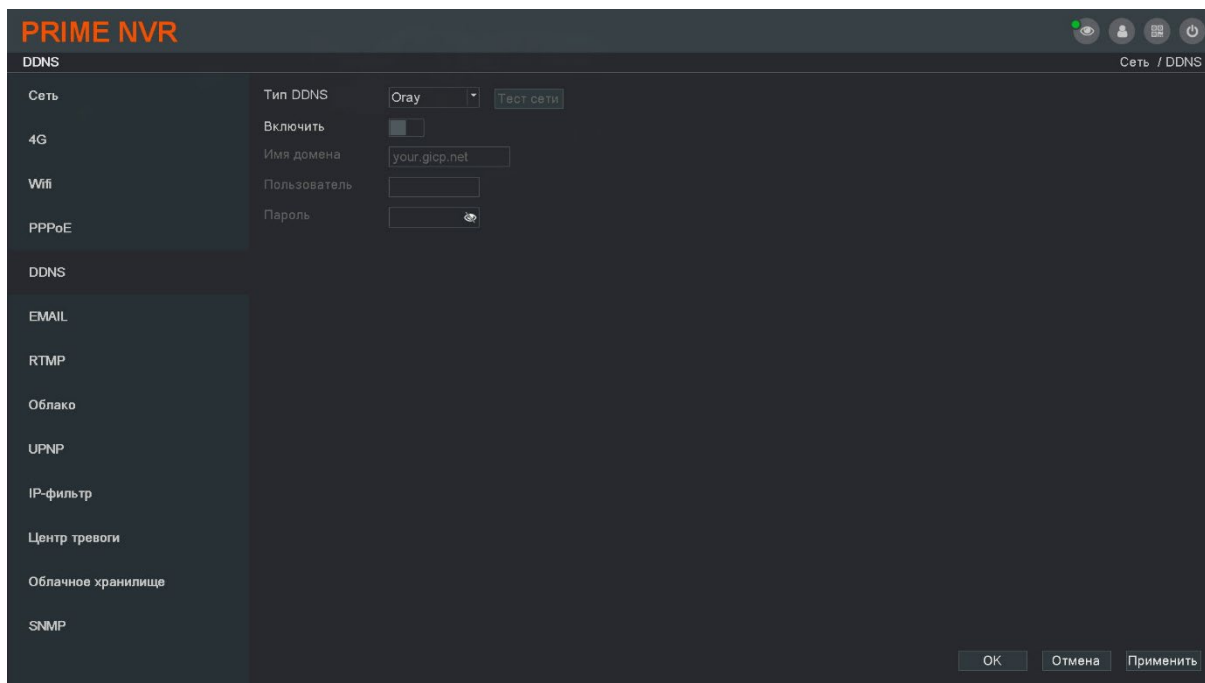 PRIME NVR
DDNS
Сеть / DDNS
Сеть
4G
Wifi
PPPoE
DDNS
EMAIL
RTMP
Облако
UPNP
IP-фильтр
Центр тревоги
Облачное хранилище
SNMP
Тип DDNS Oray Тест сети
Включить
Имя домена your.gicp.net
Пользователь
Пароль
OK Отмена Применить